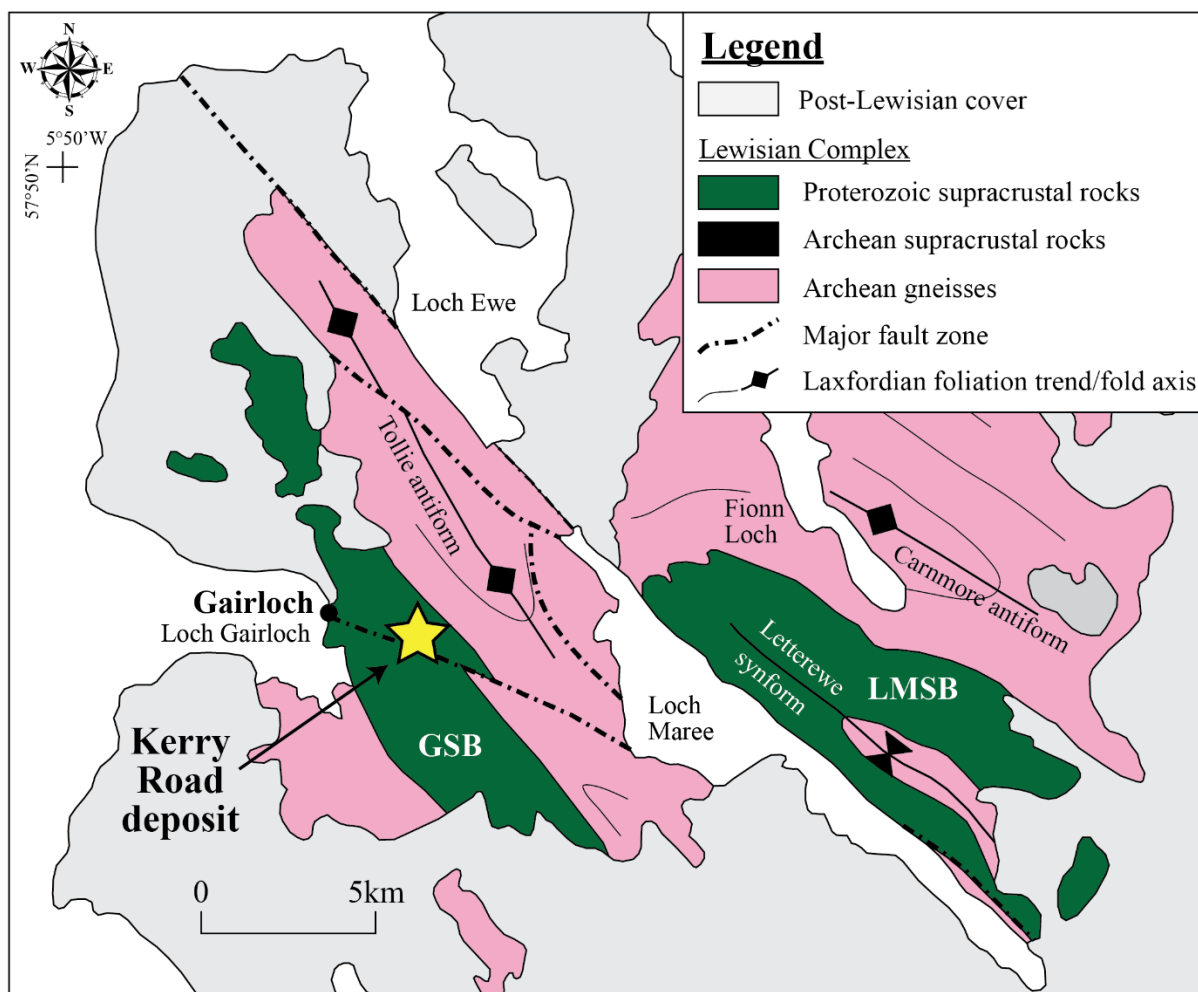 N
W E
S
5°50'W
57°50'N
Legend
Post-Lewisian cover
Lewisian Complex
Proterozoic supracrustal rocks
Archean supracrustal rocks
Archean gneisses
Major fault zone
Laxfordian foliation trend/fold axis
Loch Ewe
Tollie antiform
Fionn
Loch
Carnmore antiform
Gairloch
Loch Gairloch
Letterewe
synform
LMSB
Loch
Maree
GSB
Kerry
Road
deposit
0 5km